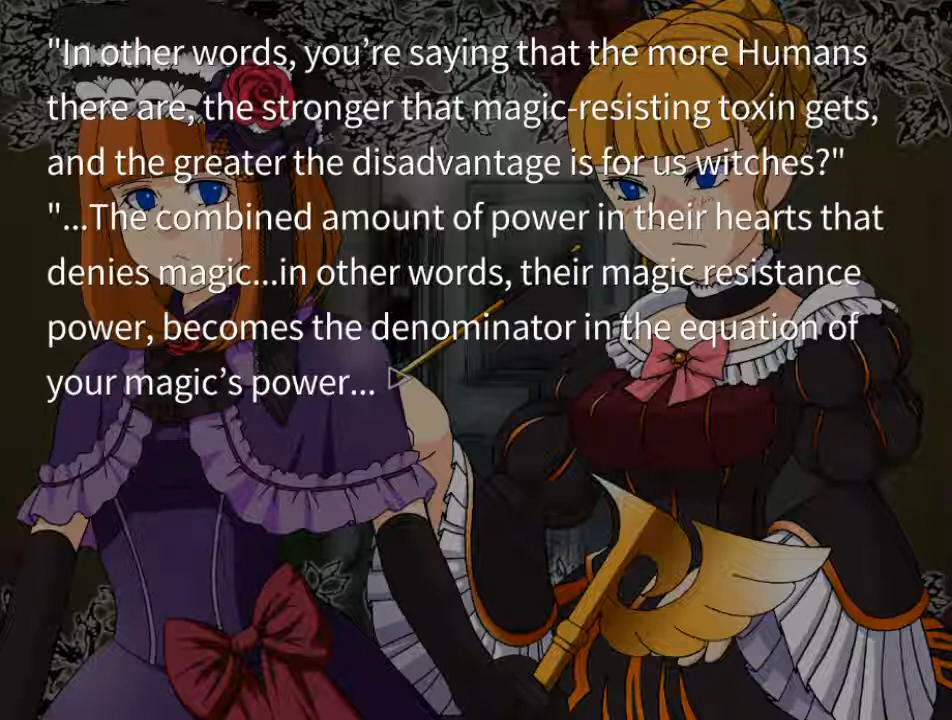 "In other words, you’re saying that the more Humans
there are, the stronger that magic-resisting toxin gets,
and the greater the disadvantage is for us witches?"
"...The combined amount of power in their hearts that
denies magic...in other words, their magic resistance
power, becomes the denominator in the equation of
your magic’s power...